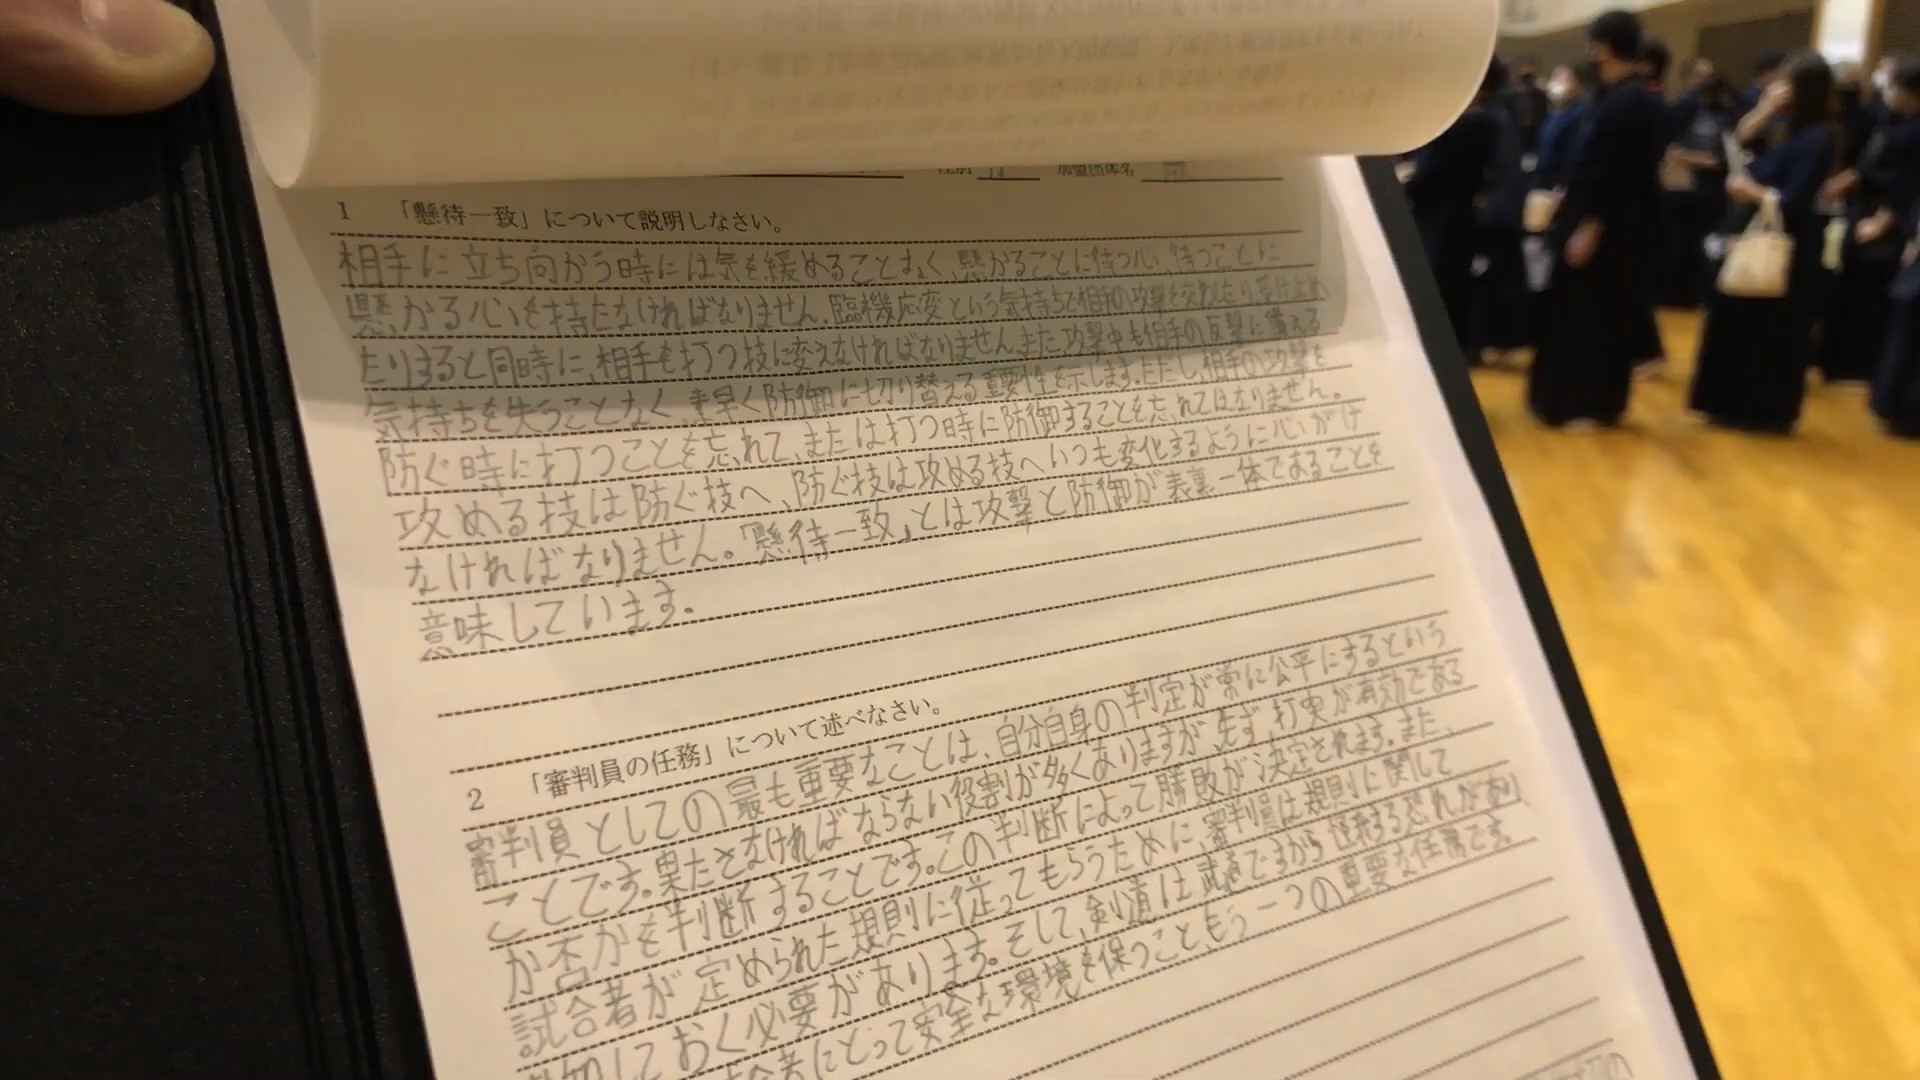 性別
加盟団体名
1 「懸待一致」について説明しなさい。
相手に立ち向かう時には気を緩めることなく、懸かることに待つ心、待つことに
懸かる心を持たなければなりません。臨機応変という気持ちで相手の攻撃を交わしたり、受け止め
たりすると同時に、相手を打つ技に変えなければなりません。また攻撃中も相手の反撃に備える
気持ちを失うことなく、素早く防御に切り替える重要性を示します。ただし、相手の攻撃を
防ぐ時に打つことを忘れて、または打つ時に防御することを忘れてはなりません。
攻める技は防ぐ技へ、防ぐ技は攻める技へいつも変化するように心がけ
なければなりません。「懸待一致」とは攻撃と防御が表裏一体であることを
意味しています。
2 「審判員の任務」について述べなさい。
審判員としての最も重要なことは、自分自身の判定が常に公平にするという
ことです。果たさなければならない役割が多くありますが、先ず、打突が有効である
か否かを判断することです。この判断によって勝敗が決定されます。また、
試合者が定められた規則に従ってもらうために、審判員は規則に関して
知しておく必要があります。そして、剣道は武道ですから怪我する恐れがあり、
者にとって安全な環境を保つこと、もう一つの重要な任務です。